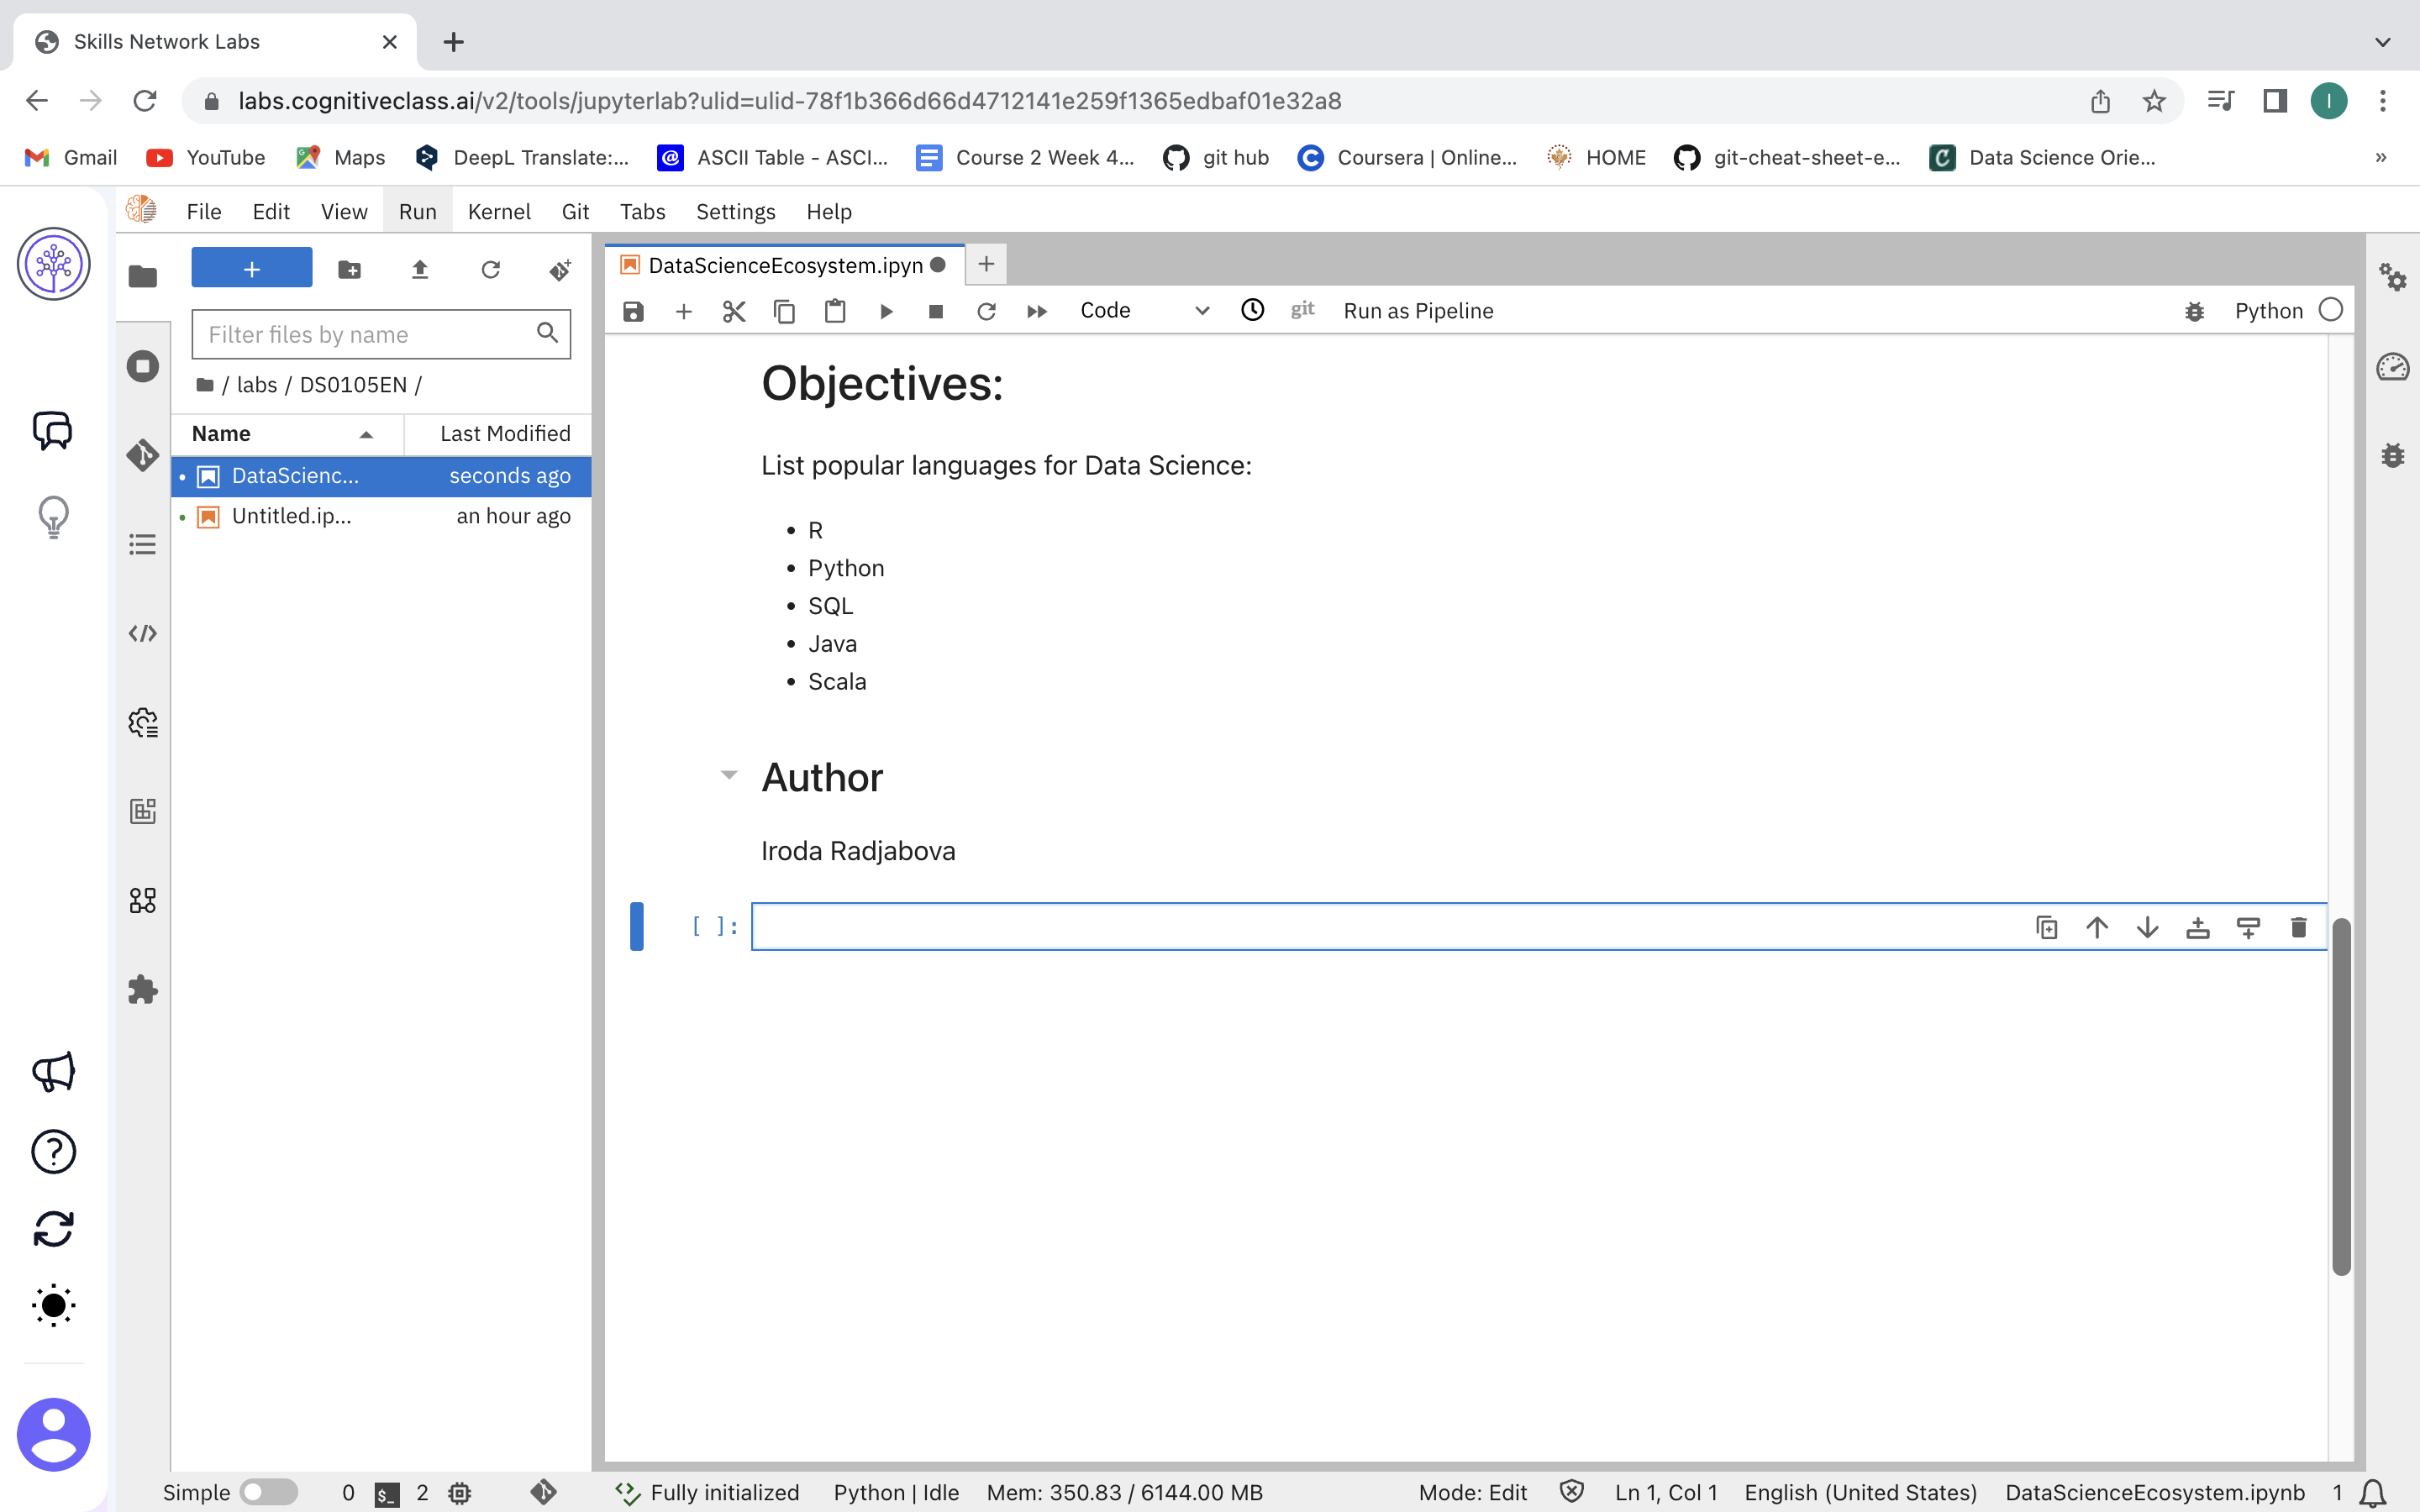 Skills Network Labs
labs.cognitiveclass.ai/v2/tools/jupyterlab?ulid=ulid-78f1b366d66d4712141e259f1365edbaf01e32a8
I
Gmail YouTube Maps DeepL Translate:... ASCII Table - ASCI... Course 2 Week 4... git hub Coursera | Online... HOME git-cheat-sheet-e... Data Science Orie... »
File Edit View Run Kernel Git Tabs Settings Help
DataScienceEcosystem.ipyn
Code git Run as Pipeline Python
Filter files by name
/ labs / DS0105EN /
Name Last Modified
DataScienc... seconds ago
Untitled.ip... an hour ago
Objectives:
List popular languages for Data Science:
• R
• Python
• SQL
• Java
• Scala
Author
Iroda Radjabova
[ ]:
Simple 0 $_ 2 Fully initialized Python | Idle Mem: 350.83 / 6144.00 MB Mode: Edit Ln 1, Col 1 English (United States) DataScienceEcosystem.ipynb 1